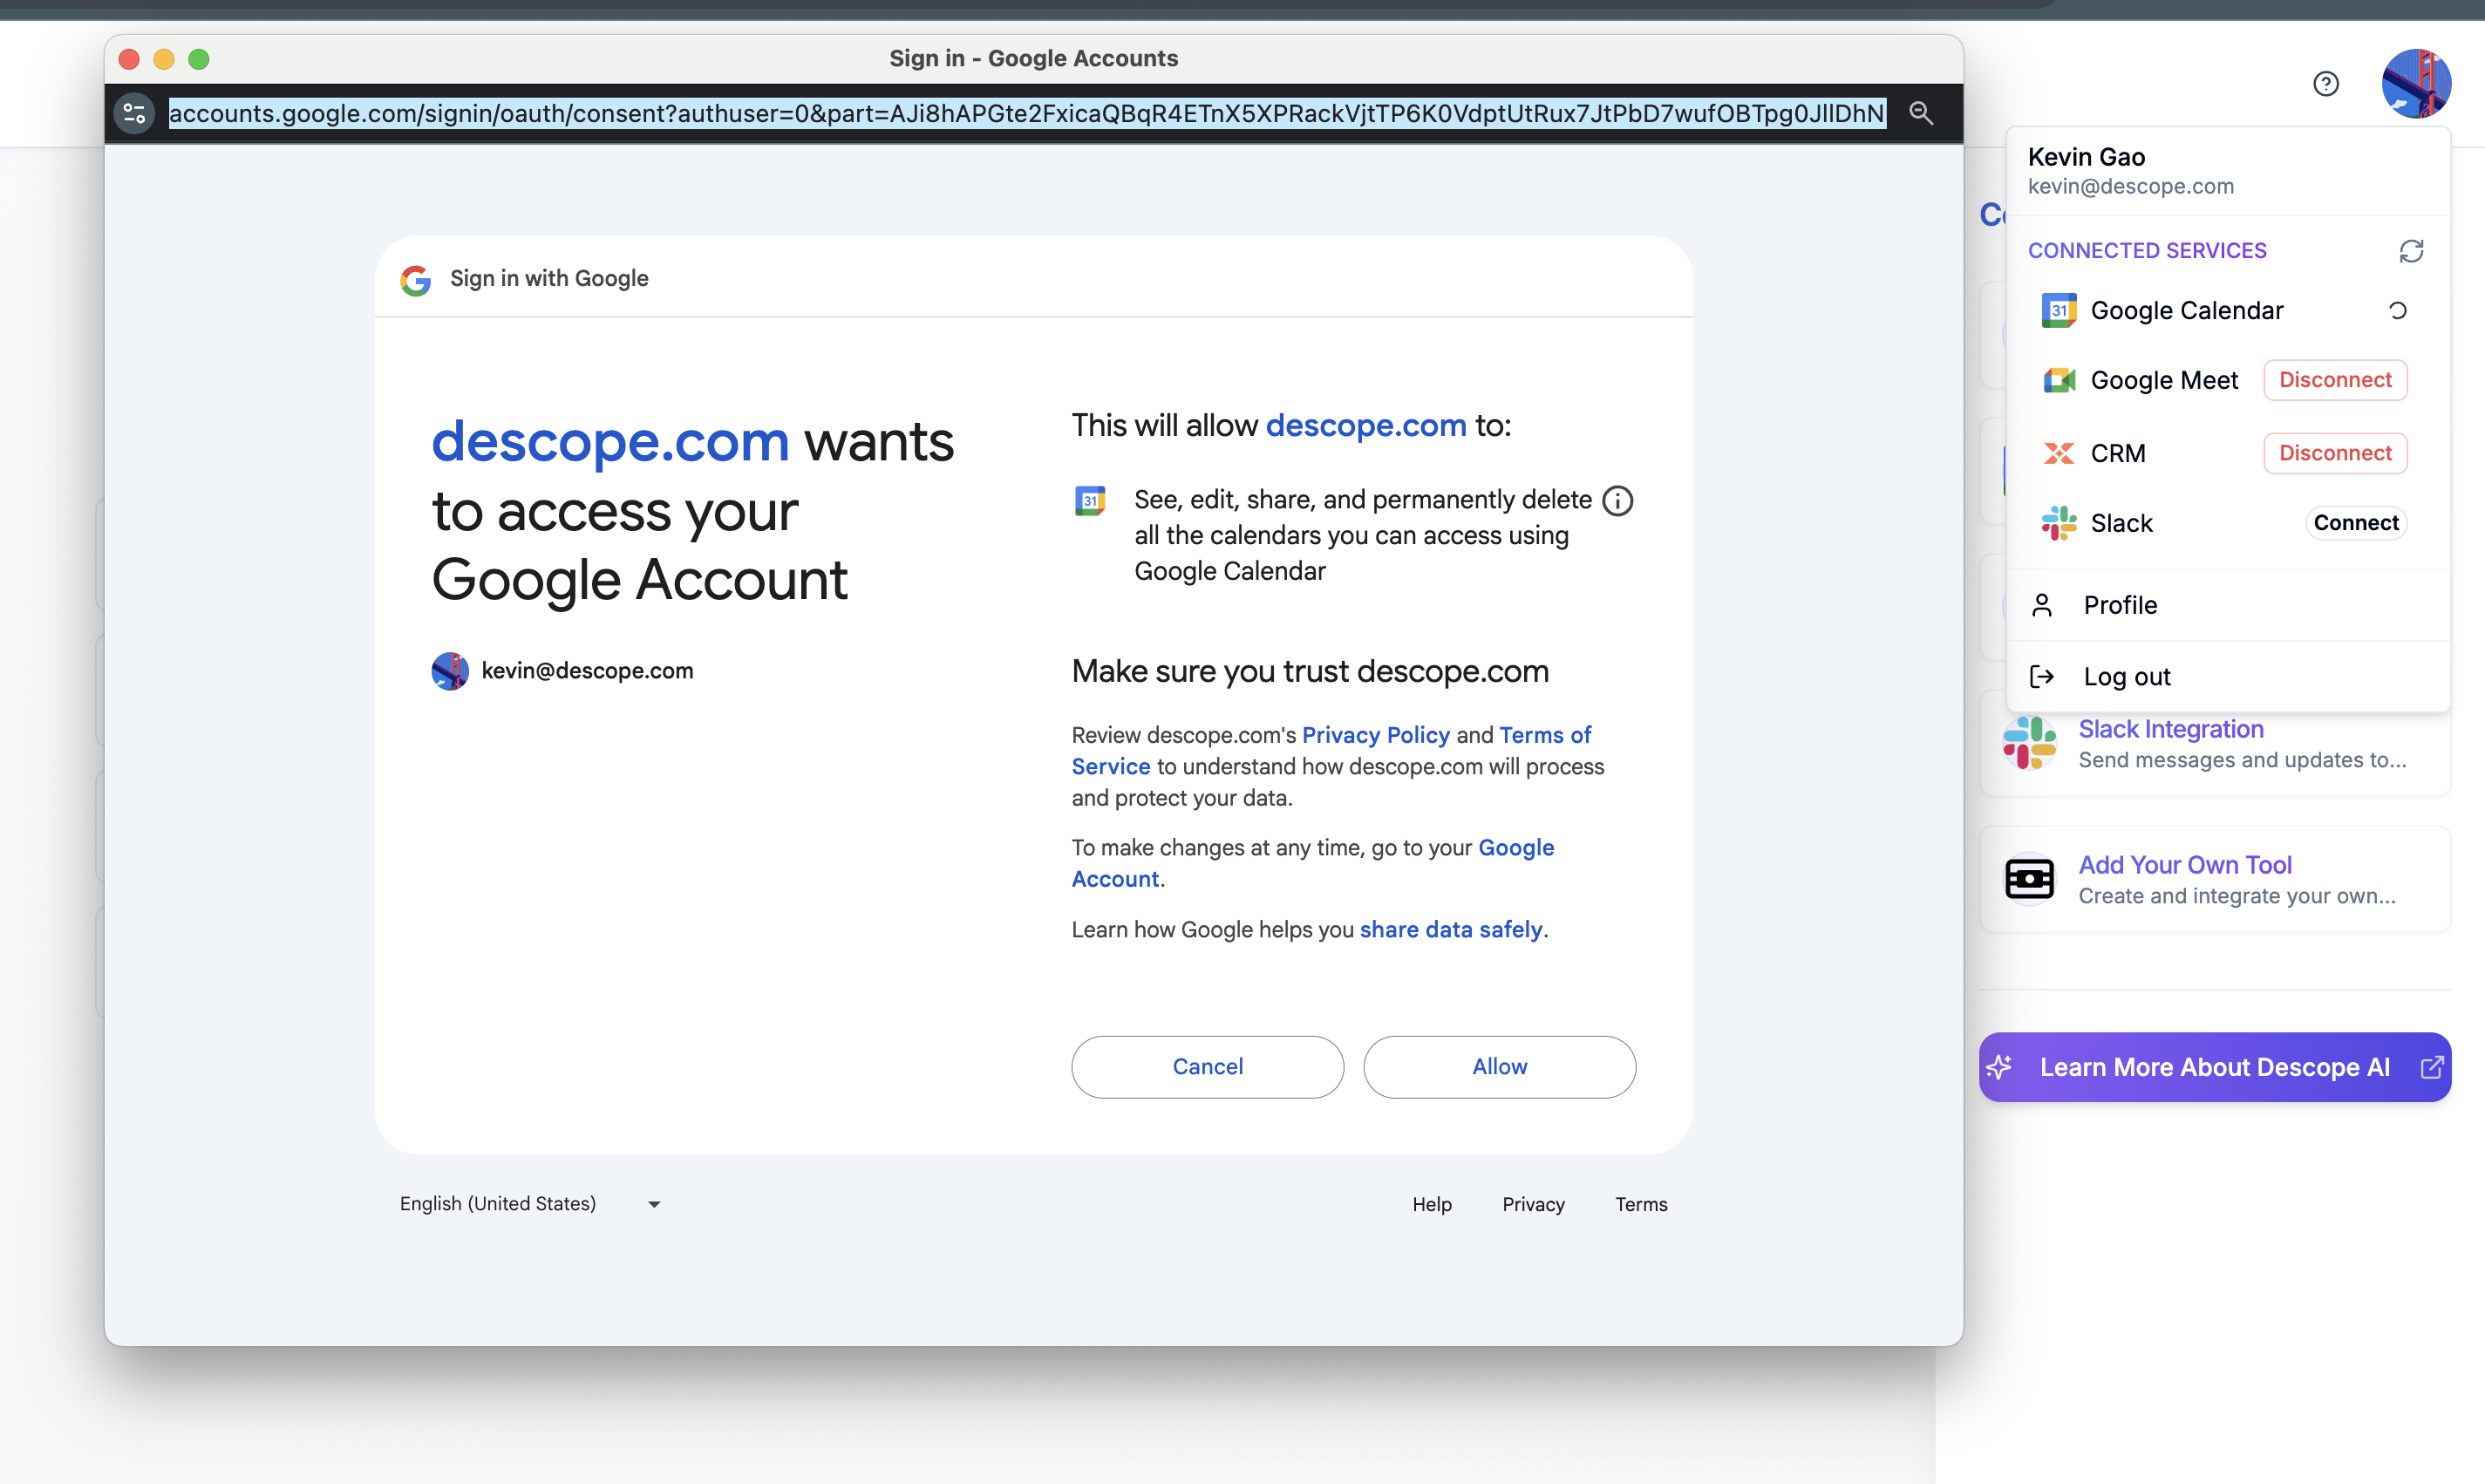 Sign in - Google Accounts
accounts.google.com/signin/oauth/consent?authuser=0&part=AJi8hAPGte2FxicaQBqR4ETnX5XPRackVjtTP6K0VdptUtRux7JtPbD7wufOBTpg0JllDhN
Sign in with Google
descope.com wants
to access your
Google Account
kevin@descope.com
This will allow descope.com to:
31
See, edit, share, and permanently delete
all the calendars you can access using
Google Calendar
Make sure you trust descope.com
Review descope.com's Privacy Policy and Terms of
Service to understand how descope.com will process
and protect your data.
To make changes at any time, go to your Google
Account.
Learn how Google helps you share data safely.
Cancel
Allow
English (United States)
Help
Privacy
Terms
Kevin Gao
kevin@descope.com
CONNECTED SERVICES
31
Google Calendar
Google Meet
Disconnect
CRM
Disconnect
Slack
Connect
Profile
Log out
Slack Integration
Send messages and updates to...
Add Your Own Tool
Create and integrate your own...
Learn More About Descope AI